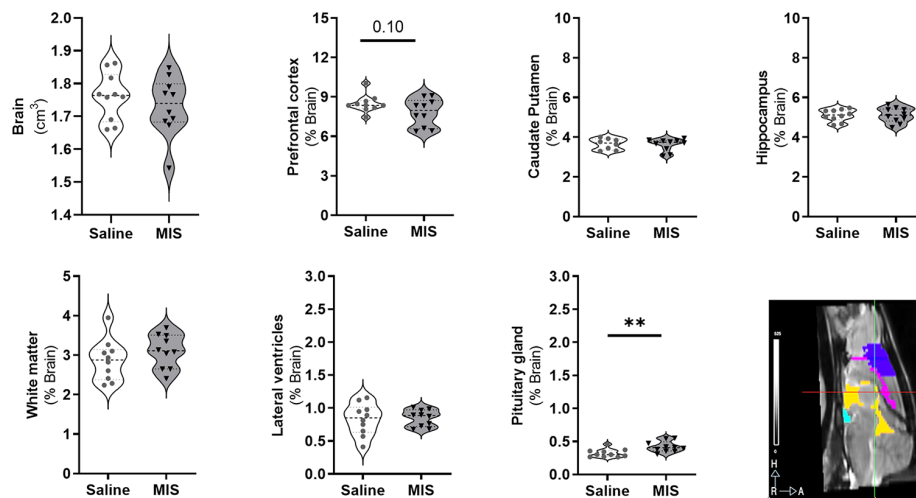 2.0
1.9
1.8
1.7
1.6
1.5
1.4
Brain
(cm³)
Saline MIS
0.10
15
12
9
6
3
0
Prefrontal cortex
(% Brain)
Saline MIS
10
8
6
4
2
0
Caudate Putamen
(% Brain)
Saline MIS
10
8
6
4
2
0
Hippocampus
(% Brain)
Saline MIS
5
4
3
2
1
0
White matter
(% Brain)
Saline MIS
3.0
2.5
2.0
1.5
1.0
0.5
0.0
Lateral ventricles
(% Brain)
Saline MIS
**
3.0
2.5
2.0
1.5
1.0
0.5
0.0
Pituitary gland
(% Brain)
Saline MIS
525
0
H
R A